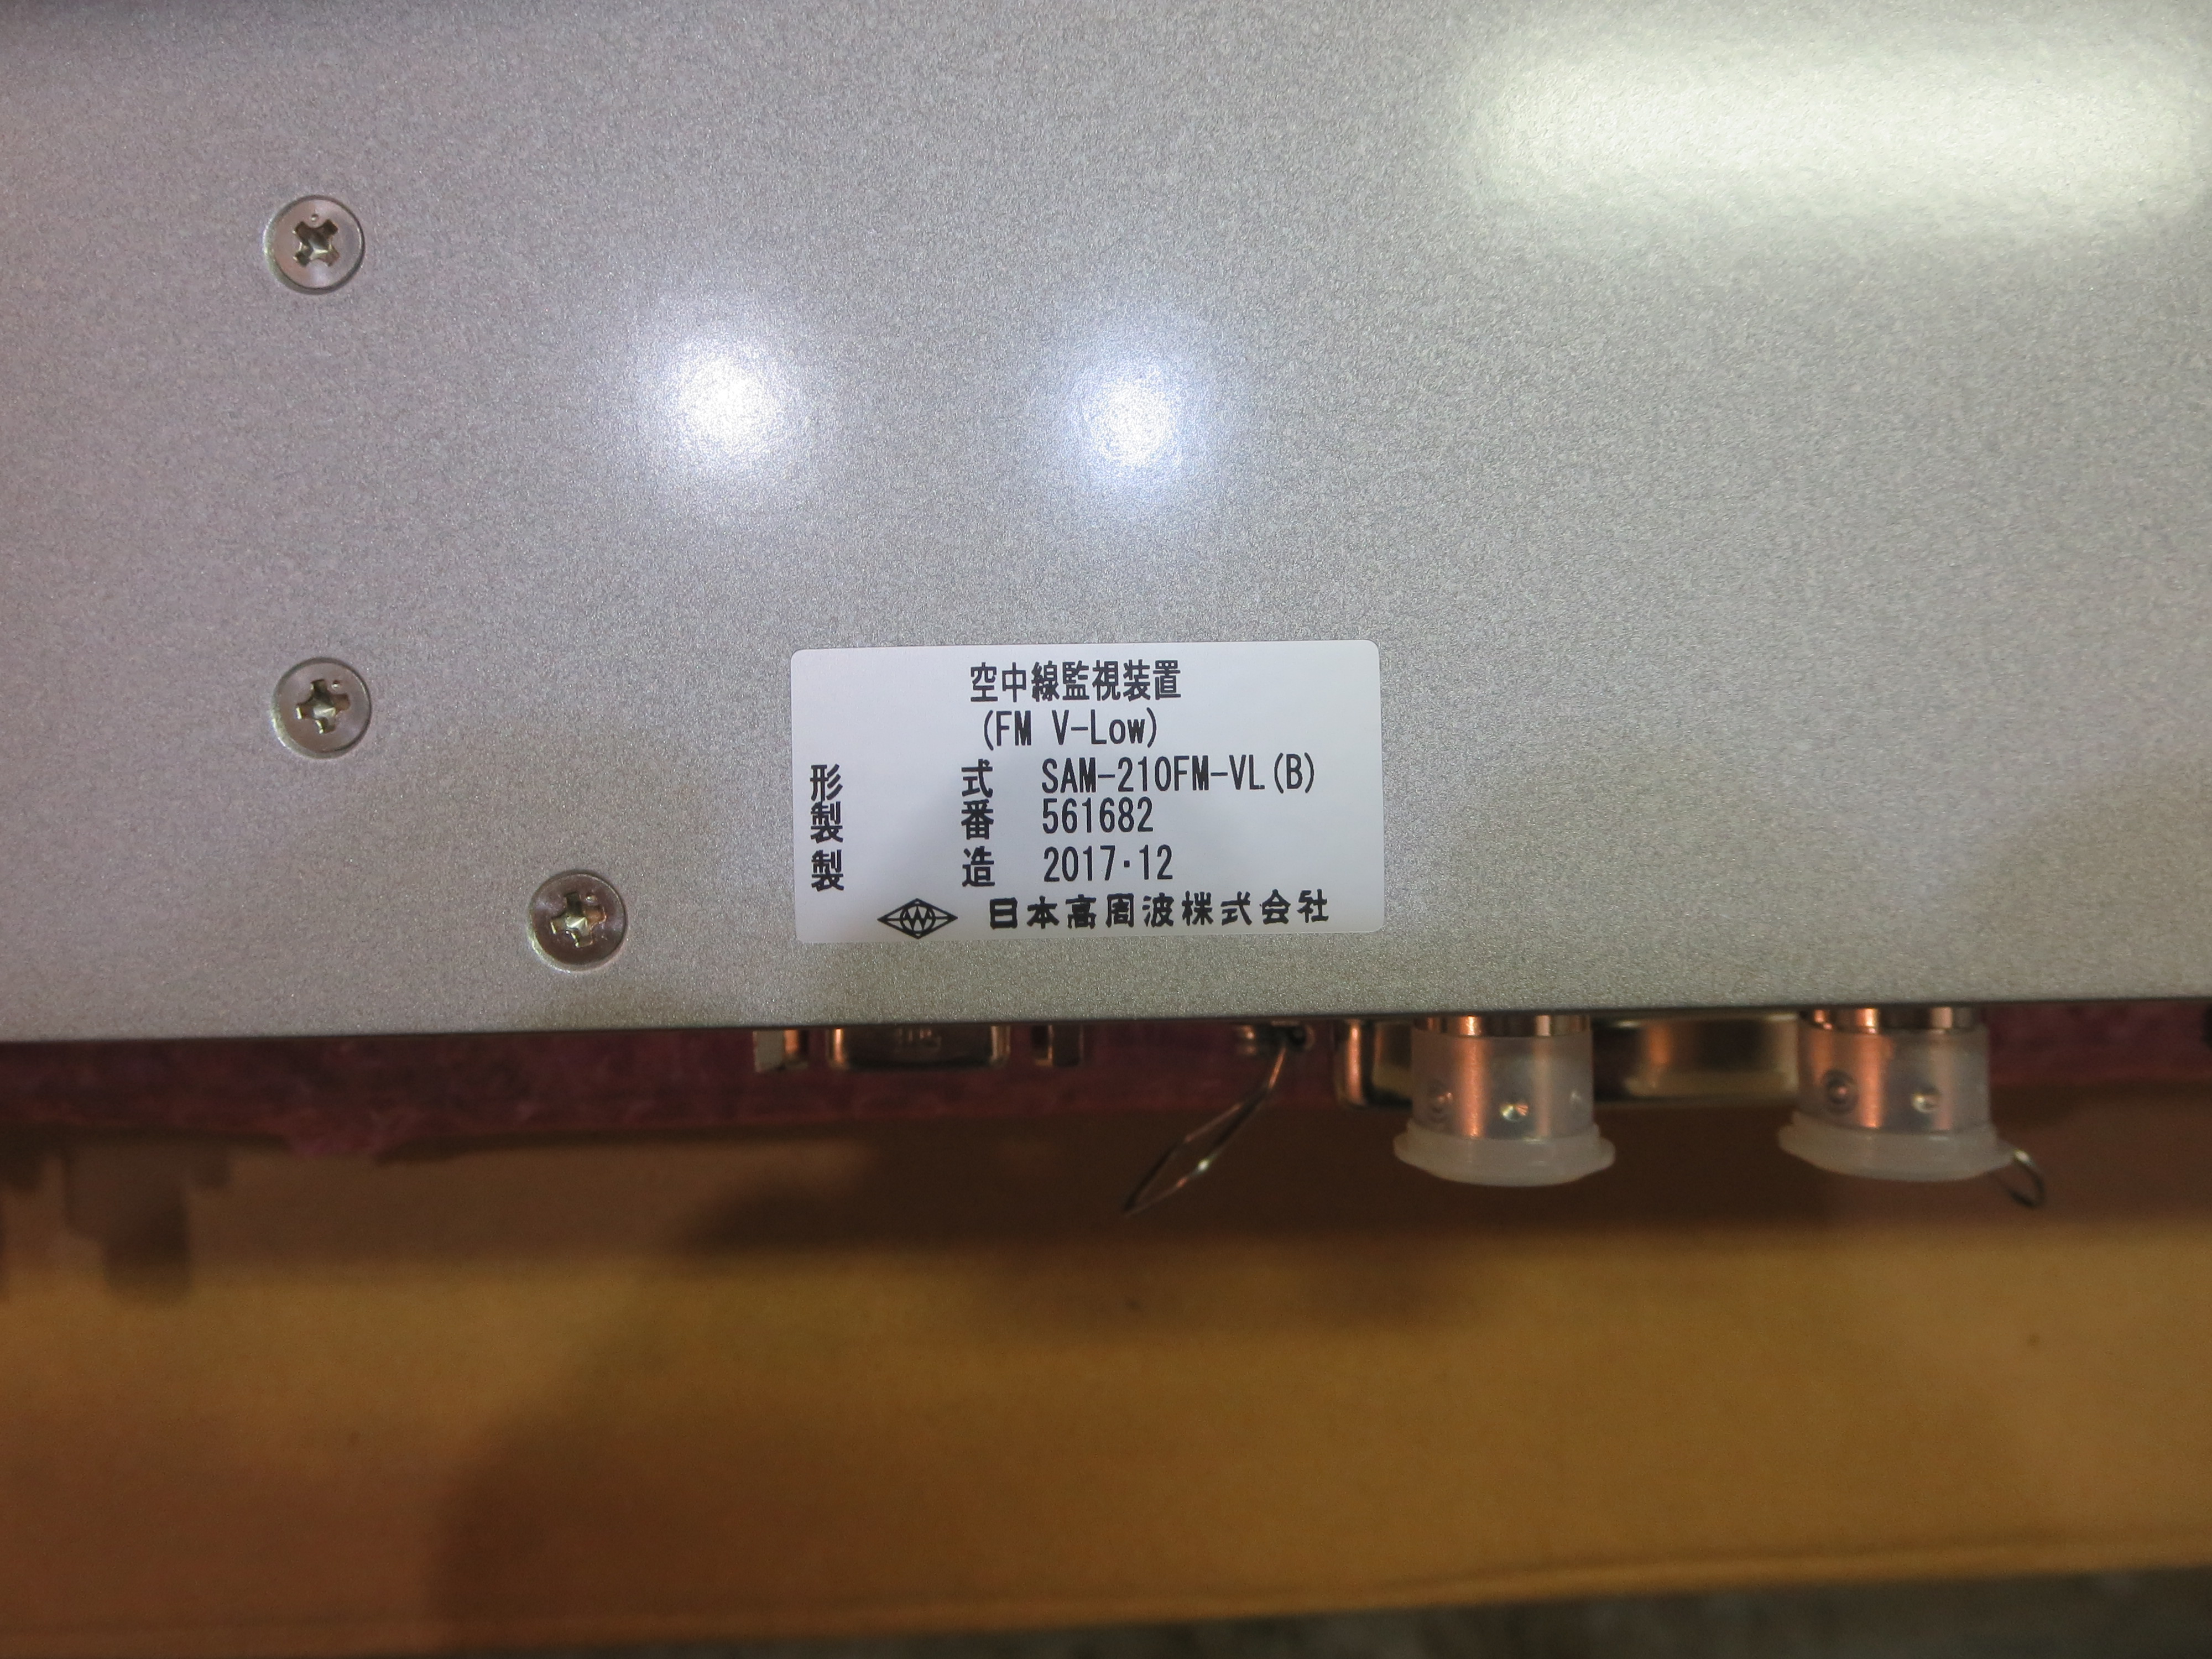 空中線監視装置
(FM V-Low)
形 式 SAM-210FM-VL(B)
製 番 561682
製 造 2017·12
日本高周波株式会社